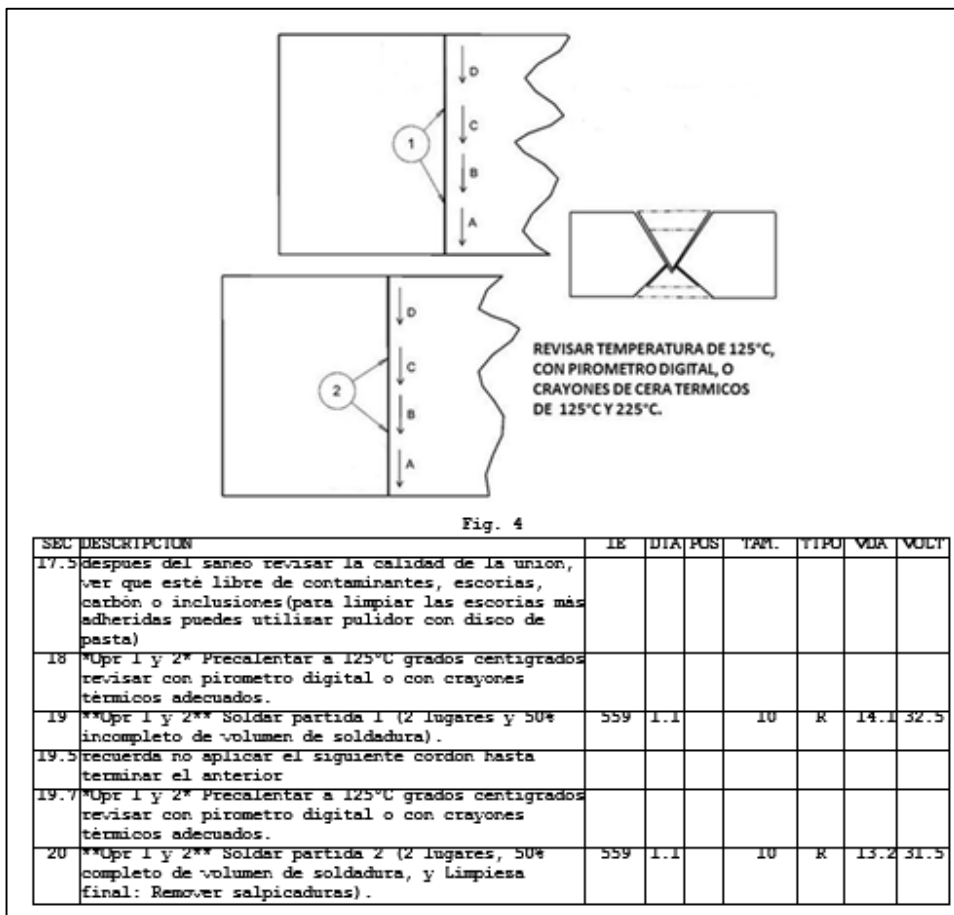 D
C
1
B
A
D
C
2
B
A
REVISAR TEMPERATURA DE 125°C,
CON PIROMETRO DIGITAL, O
CRAYONES DE CERA TERMICOS
DE 125°C Y 225°C.
Fig. 4
SEC DESCRIPCION IE DIA POS TAM. TIPO VDA VOLT
17.5 despues del saneo revisar la calidad de la union,
ver que esté libre de contaminantes, escorias,
carbón o inclusiones(para limpiar las escorias más
adheridas puedes utilizar pulidor con disco de
pasta)
18 *Opr 1 y 2* Precalentar a 125°C grados centigrados
revisar con pirometro digital o con crayones
térmicos adecuados.
19 **Opr 1 y 2** Soldar partida 1 (2 lugares y 50% 559 1.1 10 R 14.1 32.5
incompleto de volumen de soldadura).
19.5 recuerda no aplicar el siguiente cordon hasta
terminar el anterior
19.7 *Opr 1 y 2* Precalentar a 125°C grados centigrados
revisar con pirometro digital o con crayones
térmicos adecuados.
20 **Opr 1 y 2** Soldar partida 2 (2 lugares, 50% 559 1.1 10 R 13.2 31.5
completo de volumen de soldadura, y Limpiesa
final: Remover salpicaduras).